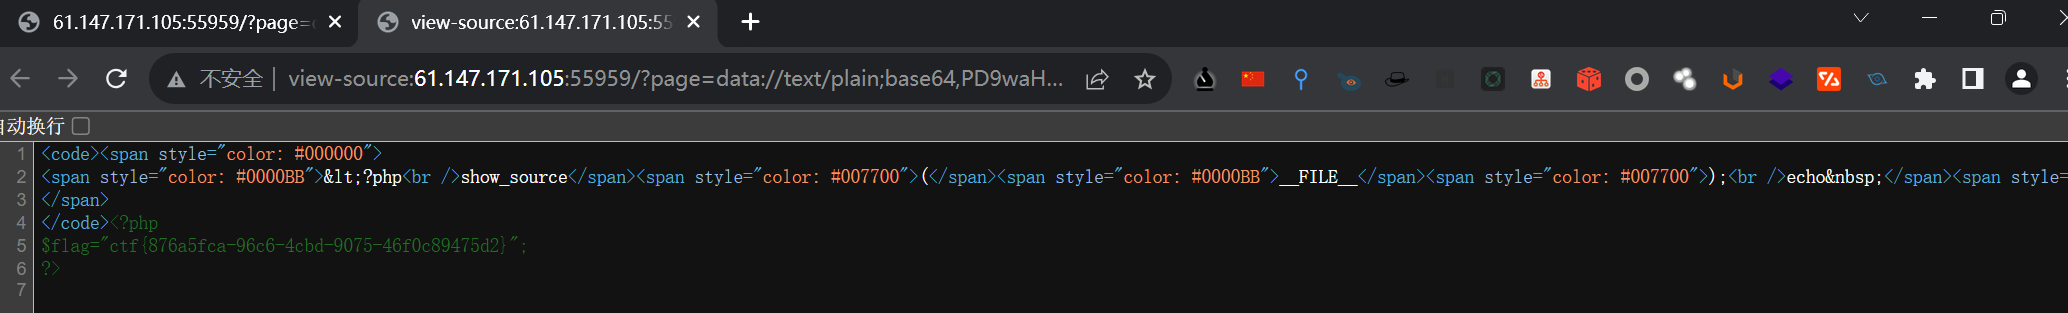 61.147.171.105:55959/?page=
view-source:61.147.171.105:55
不安全 view-source:61.147.171.105:55959/?page=data://text/plain;base64,PD9waH...
自动换行
1 <code><span style="color: #000000">
2 <span style="color: #0000BB">&lt;?php<br />show_source</span><span style="color: #007700">(</span><span style="color: #0000BB">__FILE__</span><span style="color: #007700">);<br />echo&nbsp;</span><span style=
3 </span>
4 </code><?php
5 $flag="ctf{876a5fca-96c6-4cbd-9075-46f0c89475d2}";
6 ?>
7